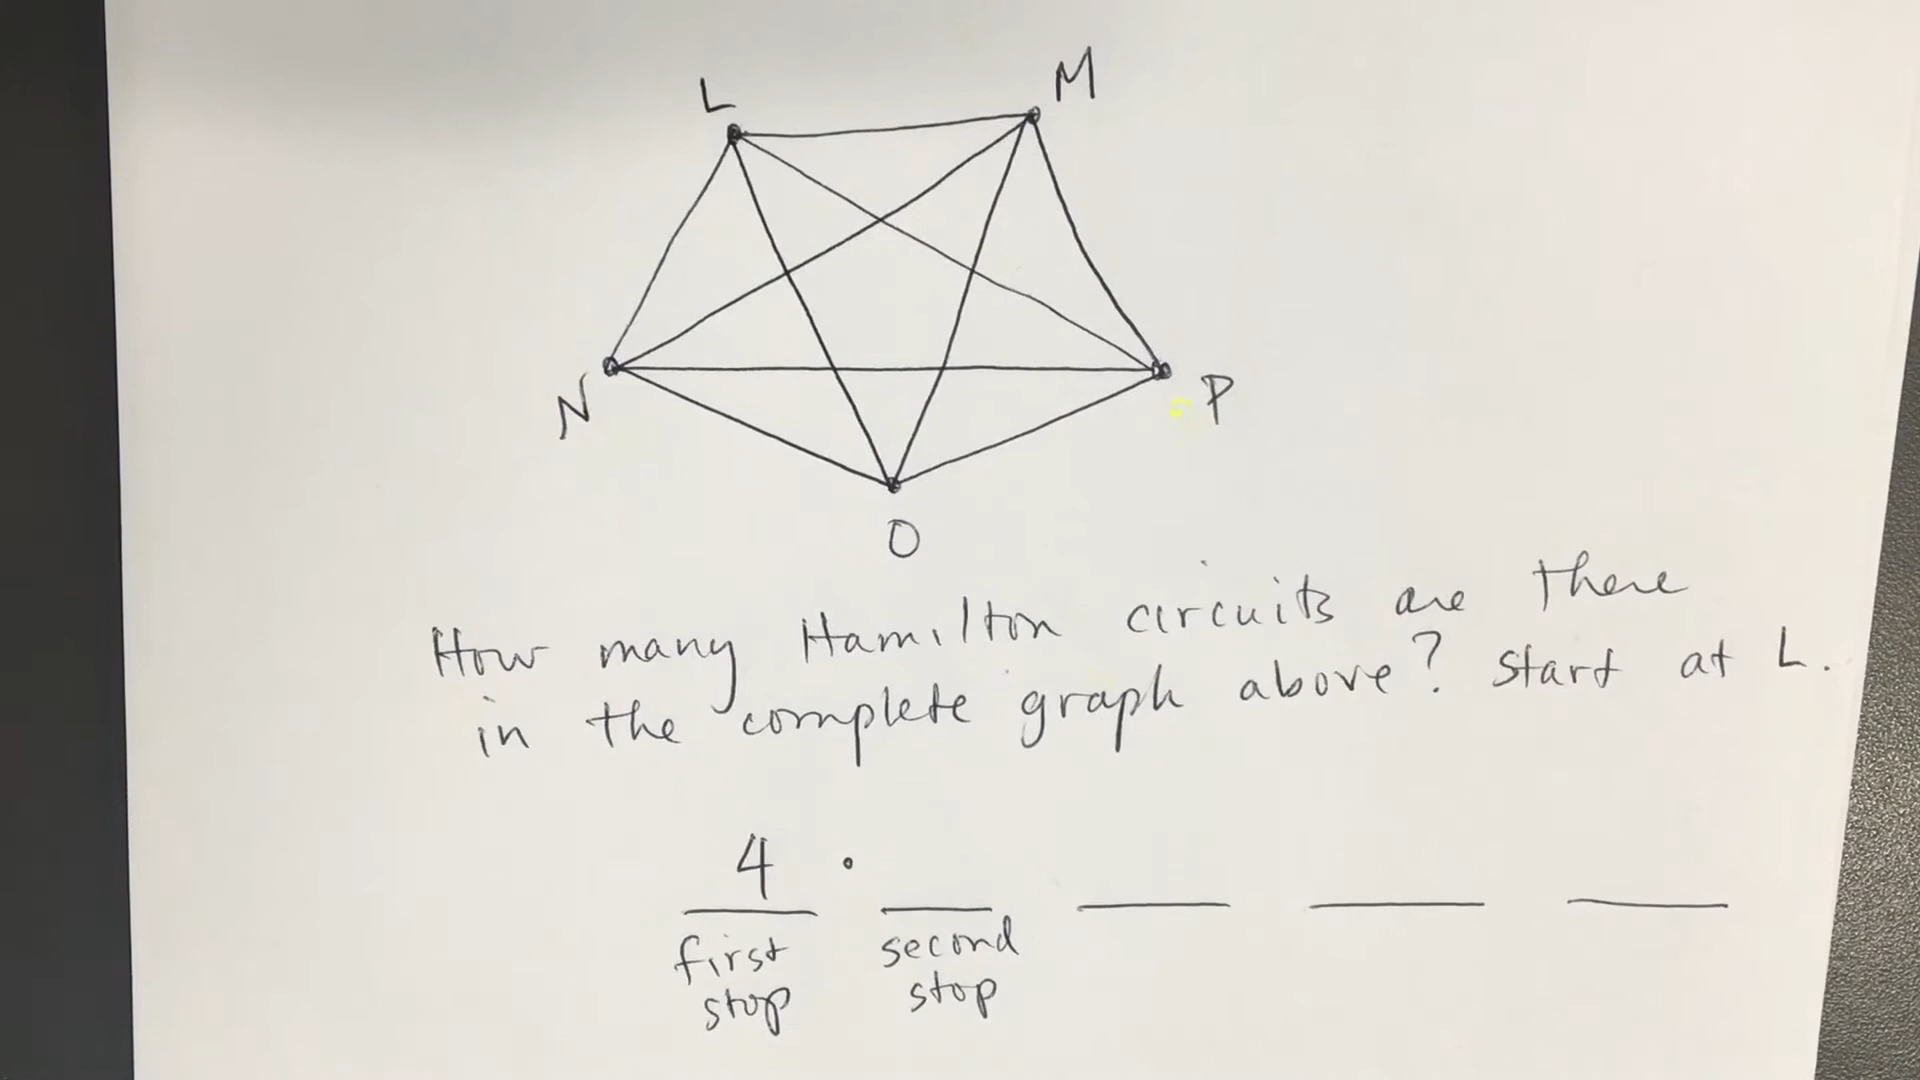 L
M
N
P
O
How many Hamilton circuits are there
in the complete graph above? Start at L.
4 ·
first second
stop stop